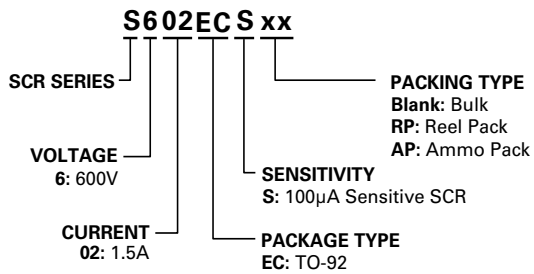 S602ECSxx
SCR SERIES
VOLTAGE
6: 600V
CURRENT
02: 1.5A
PACKING TYPE
Blank: Bulk
RP: Reel Pack
AP: Ammo Pack
SENSITIVITY
S: 100µA Sensitive SCR
PACKAGE TYPE
EC: TO-92